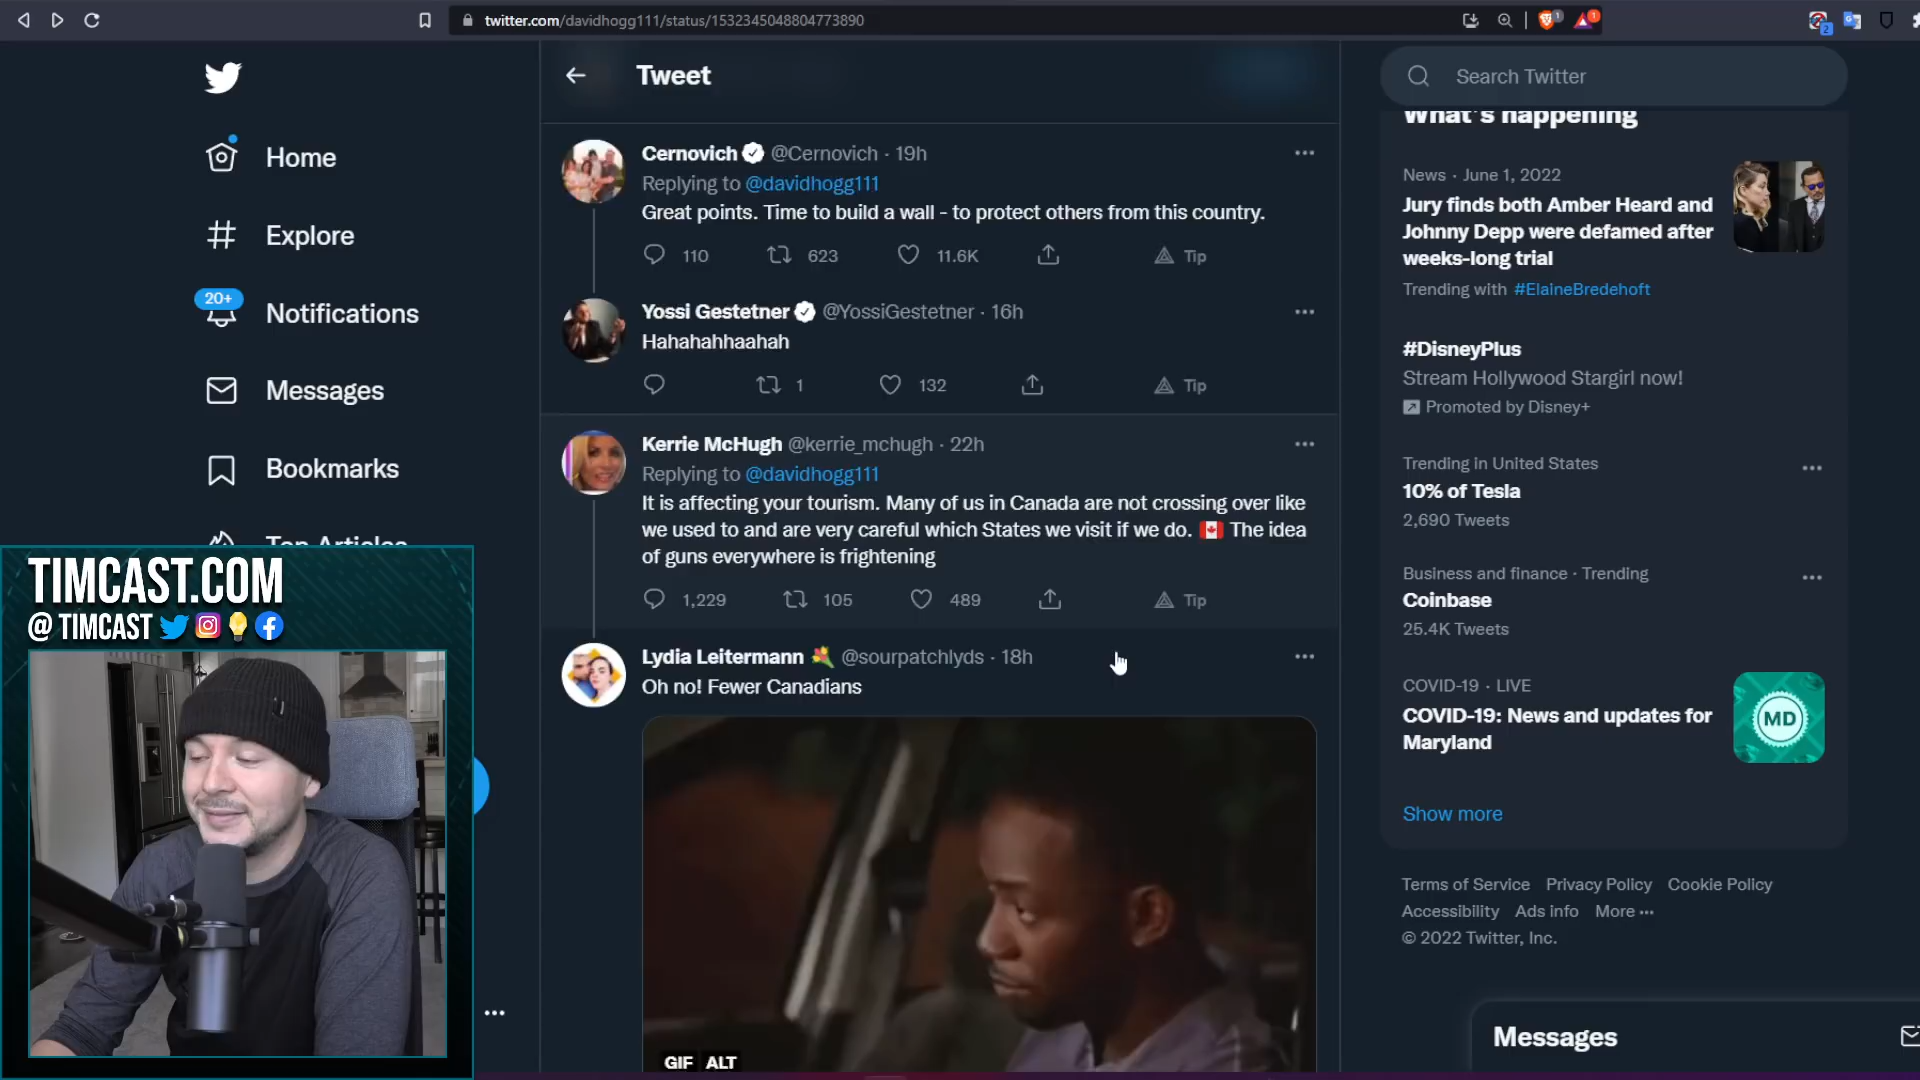 twitter.com/davidhogg111/status/1532345048804773890
1
1
2
Home
Explore
20+
Notifications
Messages
Bookmarks
Top Articles
TIMCAST.COM
@ TIMCAST
Tweet
Cernovich @Cernovich · 19h
Replying to @davidhogg111
Great points. Time to build a wall - to protect others from this country.
110 623 11.6K Tip
Yossi Gestetner @YossiGestetner · 16h
Hahahahhaahah
1 132 Tip
Kerrie McHugh @kerrie_mchugh · 22h
Replying to @davidhogg111
It is affecting your tourism. Many of us in Canada are not crossing over like
we used to and are very careful which States we visit if we do. 🇨🇦 The idea
of guns everywhere is frightening
1,229 105 489 Tip
Lydia Leitermann 💐 @sourpatchlyds · 18h
Oh no! Fewer Canadians
GIF ALT
Search Twitter
What's happening
News · June 1, 2022
Jury finds both Amber Heard and
Johnny Depp were defamed after
weeks-long trial
Trending with #ElaineBredehoft
#DisneyPlus
Stream Hollywood Stargirl now!
Promoted by Disney+
Trending in United States
10% of Tesla
2,690 Tweets
Business and finance · Trending
Coinbase
25.4K Tweets
COVID-19 · LIVE
COVID-19: News and updates for
Maryland
MD
Show more
Terms of Service Privacy Policy Cookie Policy
Accessibility Ads info More ···
© 2022 Twitter, Inc.
Messages